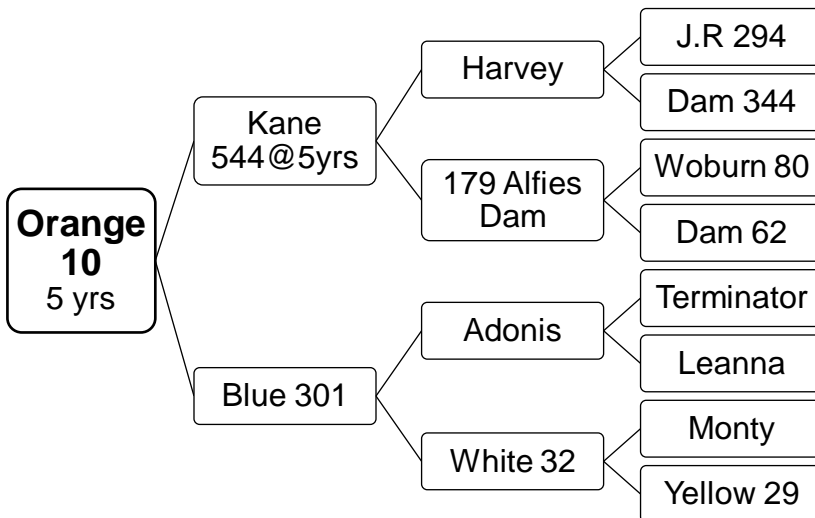 Orange
10
5 yrs
Kane
544@5yrs
Blue 301
Harvey
179 Alfies
Dam
Adonis
White 32
J.R 294
Dam 344
Woburn 80
Dam 62
Terminator
Leanna
Monty
Yellow 29